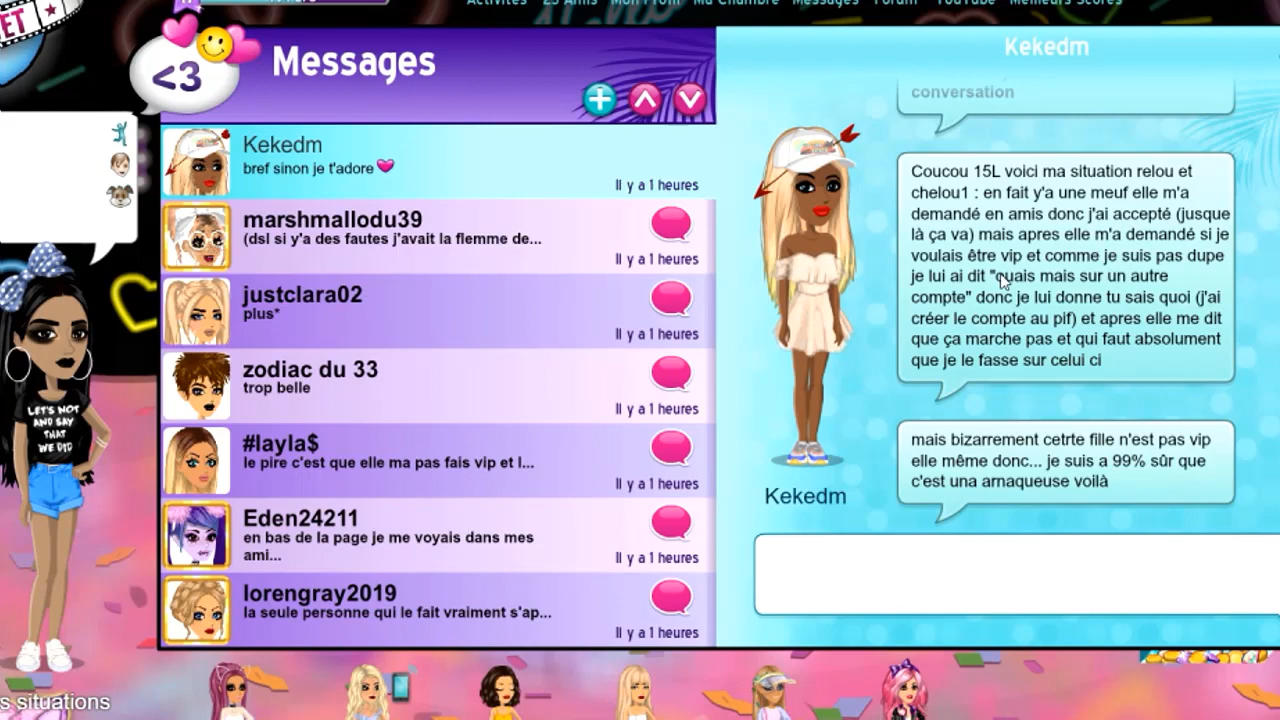 ET
Activités 25 Amis Mon Profil Ma Chambre Messages Forum YouTube Meilleurs Scores
<3
Messages
Kekedm
bref sinon je t'adore
Il y a 1 heures
marshmallodu39
(dsl si y'a des fautes j'avait la flemme de...
Il y a 1 heures
justclara02
plus*
Il y a 1 heures
zodiac du 33
trop belle
Il y a 1 heures
#layla$
le pire c'est que elle ma pas fais vip et l...
Il y a 1 heures
Eden24211
en bas de la page je me voyais dans mes
ami...
Il y a 1 heures
lorengray2019
la seule personne qui le fait vraiment s'ap...
Il y a 1 heures
Kekedm
conversation
Coucou 15L voici ma situation relou et
chelou1 : en fait y'a une meuf elle m'a
demandé en amis donc j'ai accepté (jusque
là ça va) mais apres elle m'a demandé si je
voulais être vip et comme je suis pas dupe
je lui ai dit "ouais mais sur un autre
compte" donc je lui donne tu sais quoi (j'ai
créer le compte au pif) et apres elle me dit
que ça marche pas et qui faut absolument
que je le fasse sur celui ci
mais bizarrement cetrte fille n'est pas vip
elle même donc... je suis a 99% sûr que
c'est una arnaqueuse voilà
Kekedm
LET'S NOT
AND SAY
THAT
WE DID
s situations